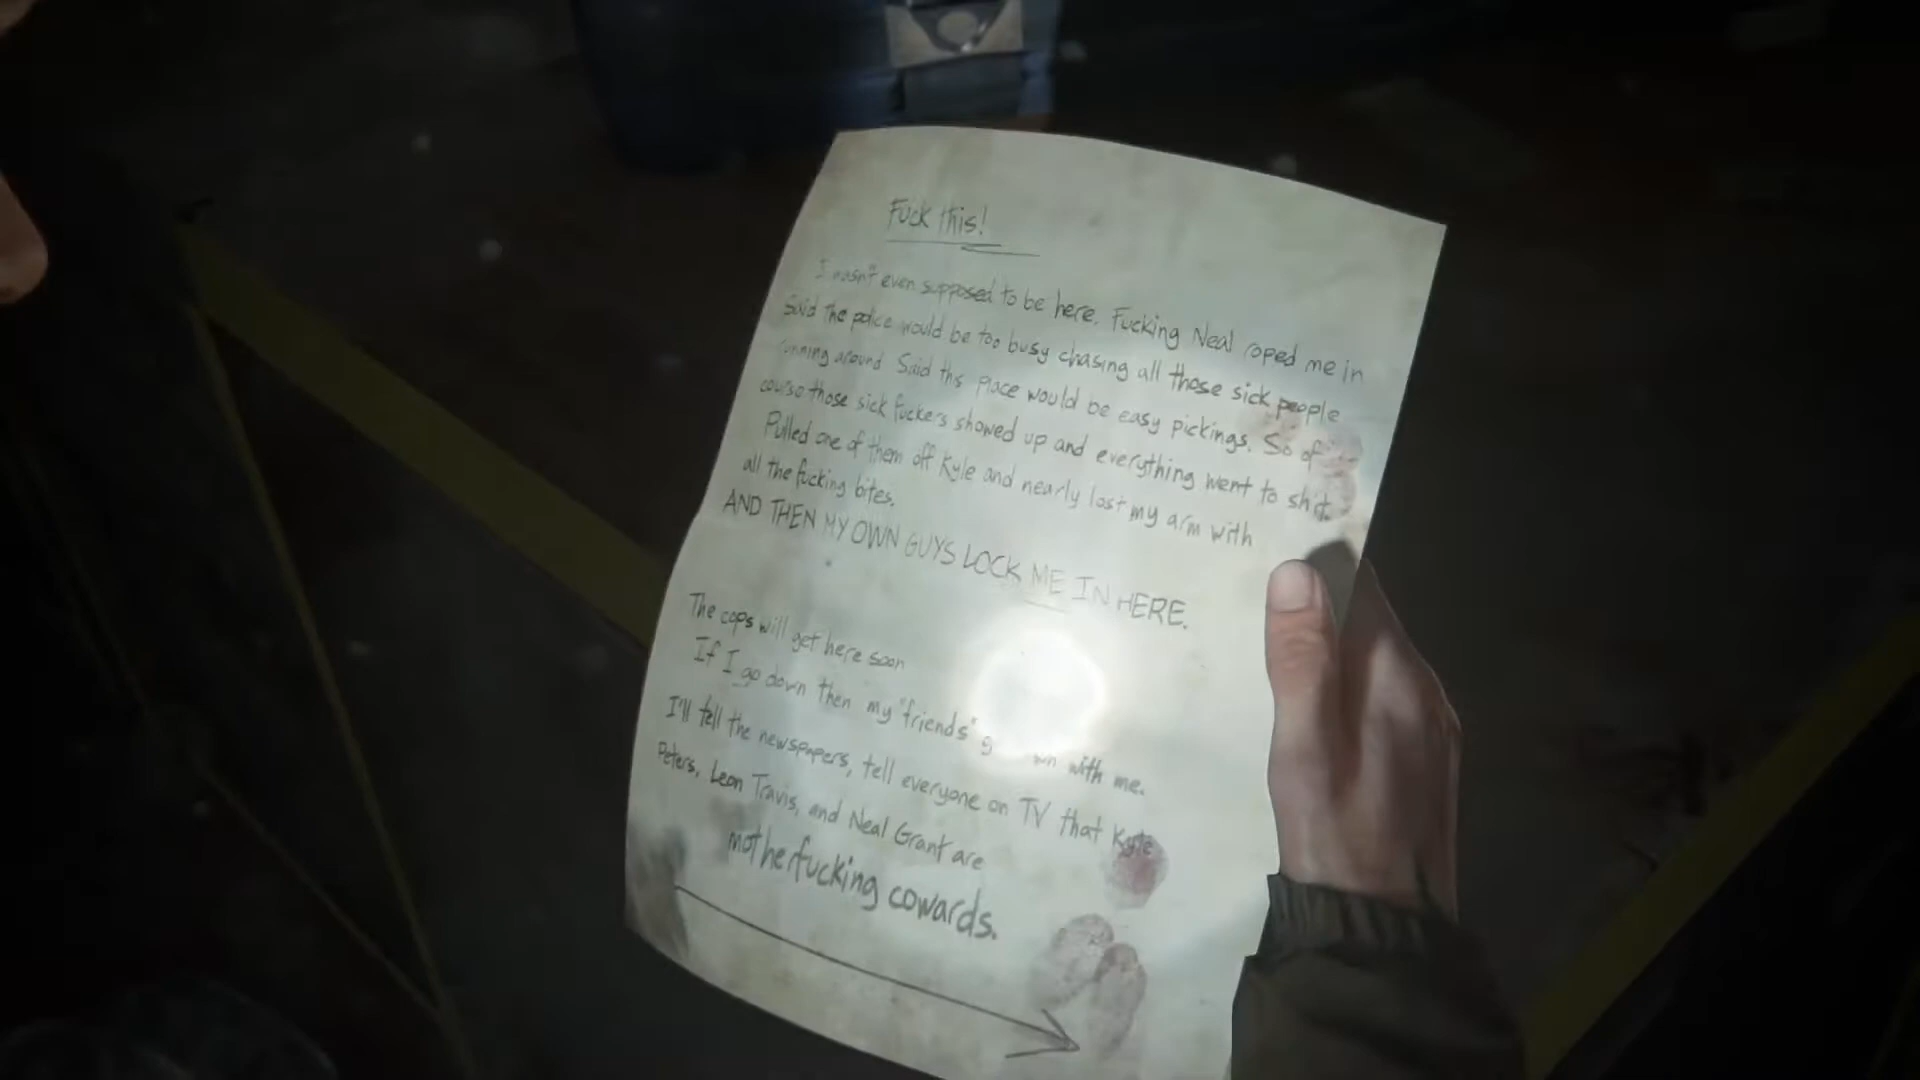 Fuck this!
I wasn't even supposed to be here. Fucking Neal roped me in
Said the police would be too busy chasing all those sick people
running around Said this place would be easy pickings. So of
course those sick fuckers showed up and everything went to shit.
Pulled one of them off Kyle and nearly lost my arm with
all the fucking bites.
AND THEN MY OWN GUYS LOCK ME IN HERE.
The cops will get here soon
If I go down then my "friends" with me.
I'll tell the newspapers, tell everyone on TV that Kyle
Peters, Leon Travis, and Neal Grant are
motherfucking cowards.